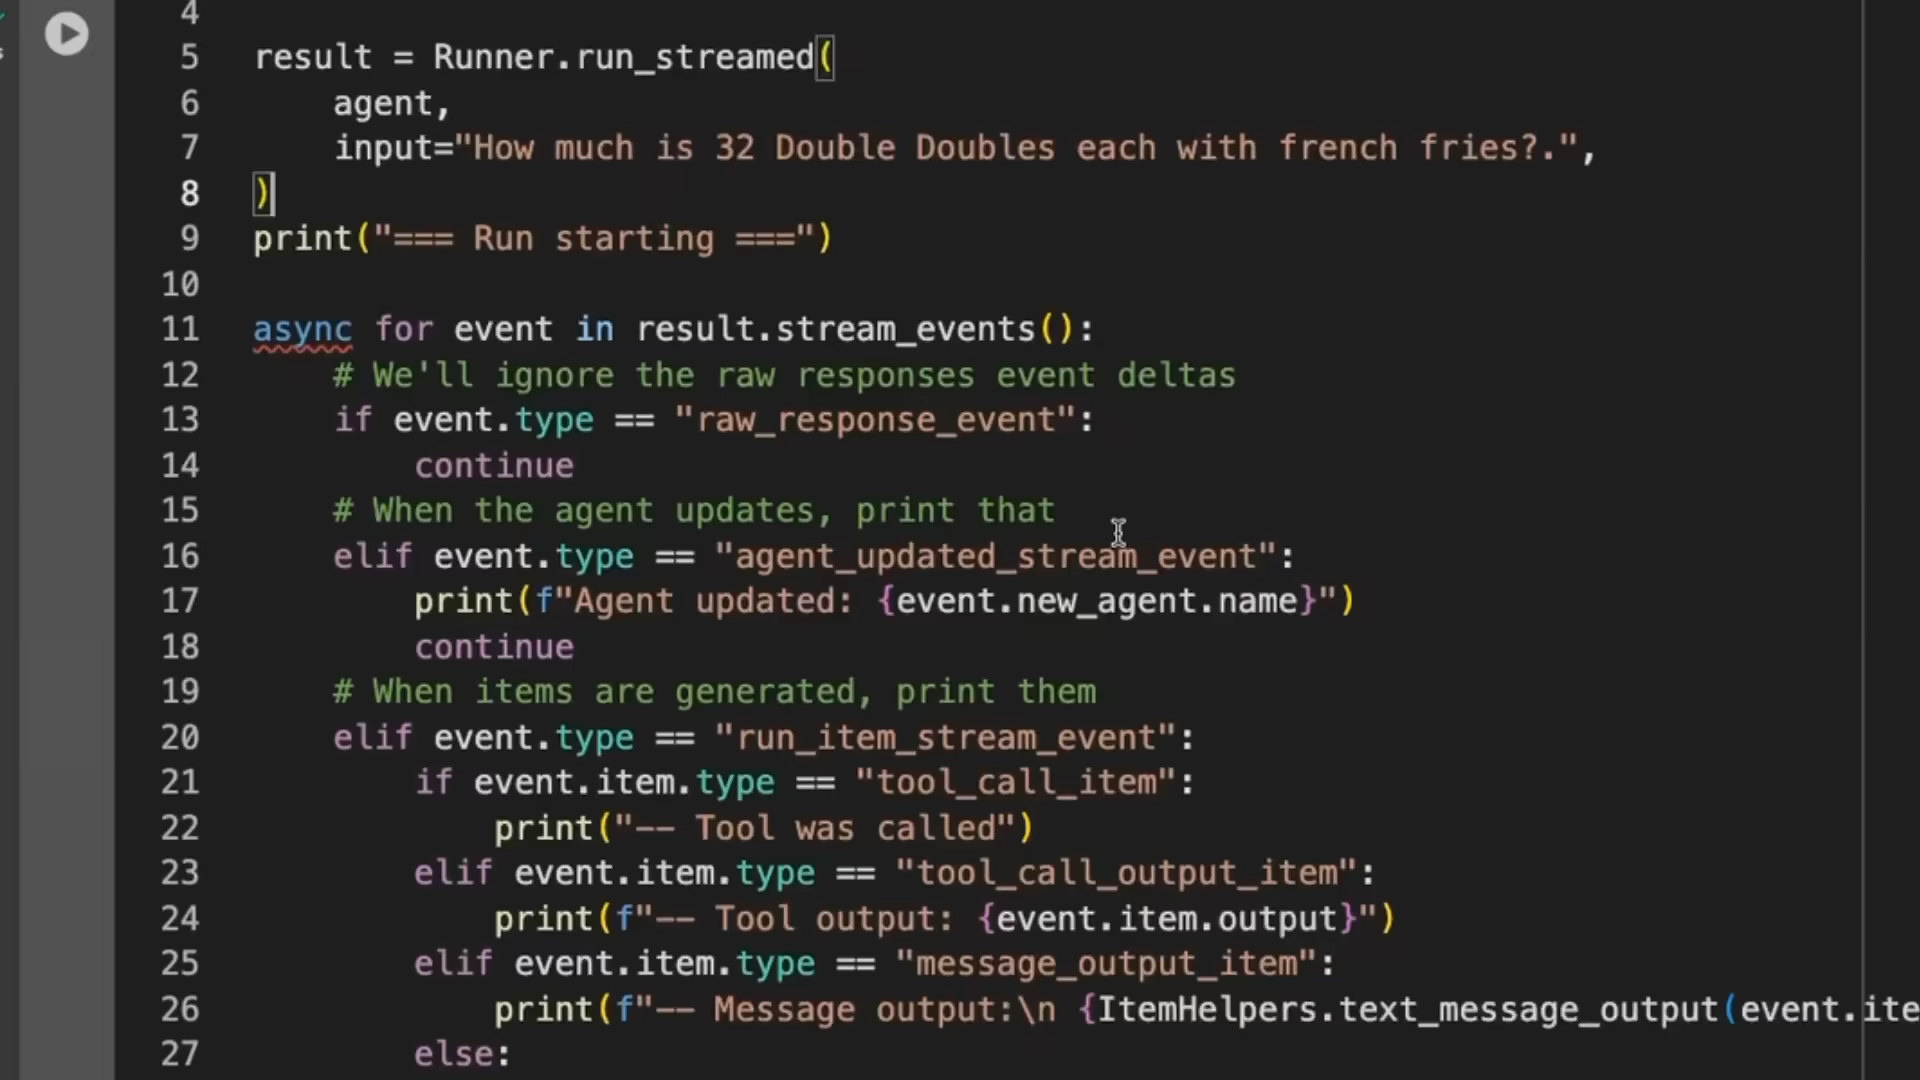 4
5 result = Runner.run_streamed(
6     agent,
7     input="How much is 32 Double Doubles each with french fries?.",
8 )
9 print("=== Run starting ===")
10
11 async for event in result.stream_events():
12     # We'll ignore the raw responses event deltas
13     if event.type == "raw_response_event":
14         continue
15     # When the agent updates, print that
16     elif event.type == "agent_updated_stream_event":
17         print(f"Agent updated: {event.new_agent.name}")
18         continue
19     # When items are generated, print them
20     elif event.type == "run_item_stream_event":
21         if event.item.type == "tool_call_item":
22             print("-- Tool was called")
23         elif event.item.type == "tool_call_output_item":
24             print(f"-- Tool output: {event.item.output}")
25         elif event.item.type == "message_output_item":
26             print(f"-- Message output:\n {ItemHelpers.text_message_output(event.ite
27         else: